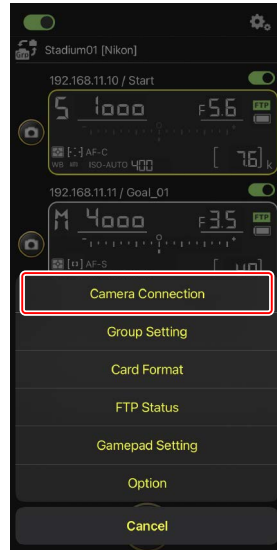 GRP Stadium01 [Nikon]
192.168.11.10 / Start
S 1000 F5.6 FTP
AF-C
WB ISO-AUTO 400 [ 7.6] k
192.168.11.11 / Goal_01
M 4000 F3.5 FTP
AF-S
Camera Connection
Group Setting
Card Format
FTP Status
Gamepad Setting
Option
Cancel